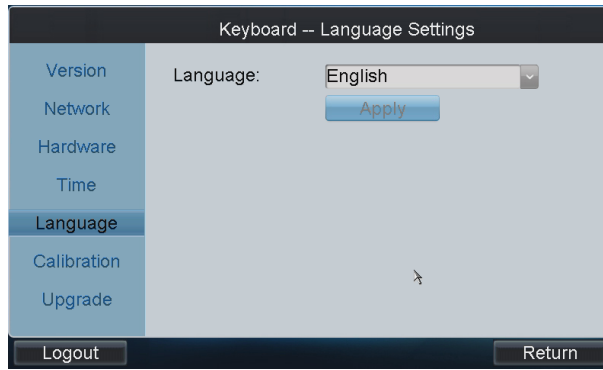 Keyboard -- Language Settings
Version
Network
Hardware
Time
Language
Calibration
Upgrade
Language:
English
Apply
Logout
Return